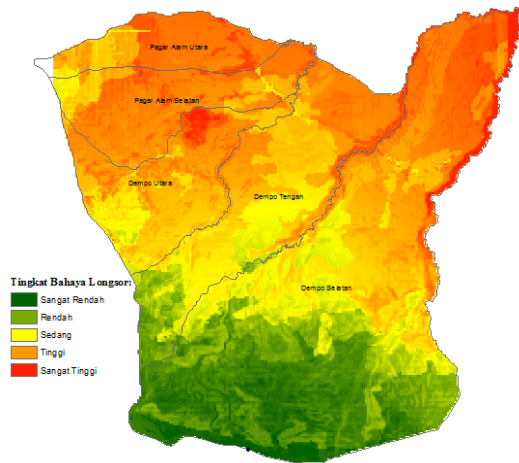 Pagar Alam Utara
Pagar Alam Selatan
Dempo Utara
Dempo Tengah
Dempo Selatan
Tingkat Bahaya Longsor:
Sangat Rendah
Rendah
Sedang
Tinggi
Sangat Tinggi